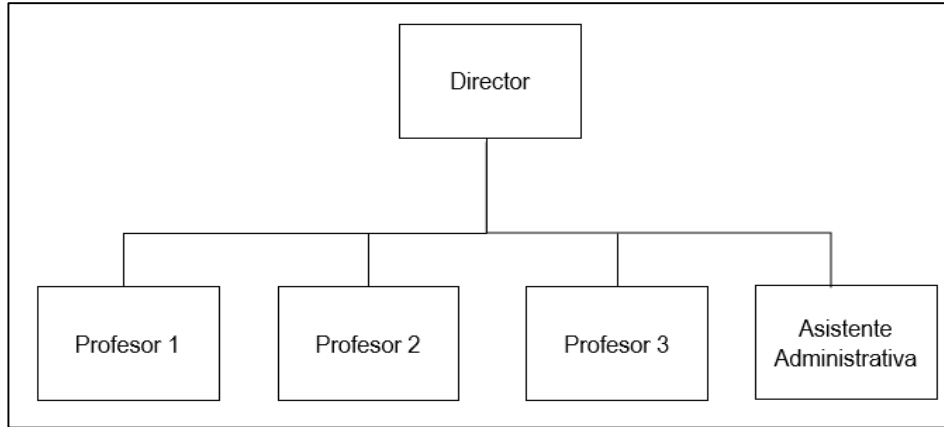 Director
Profesor 1
Profesor 2
Profesor 3
Asistente
Administrativa